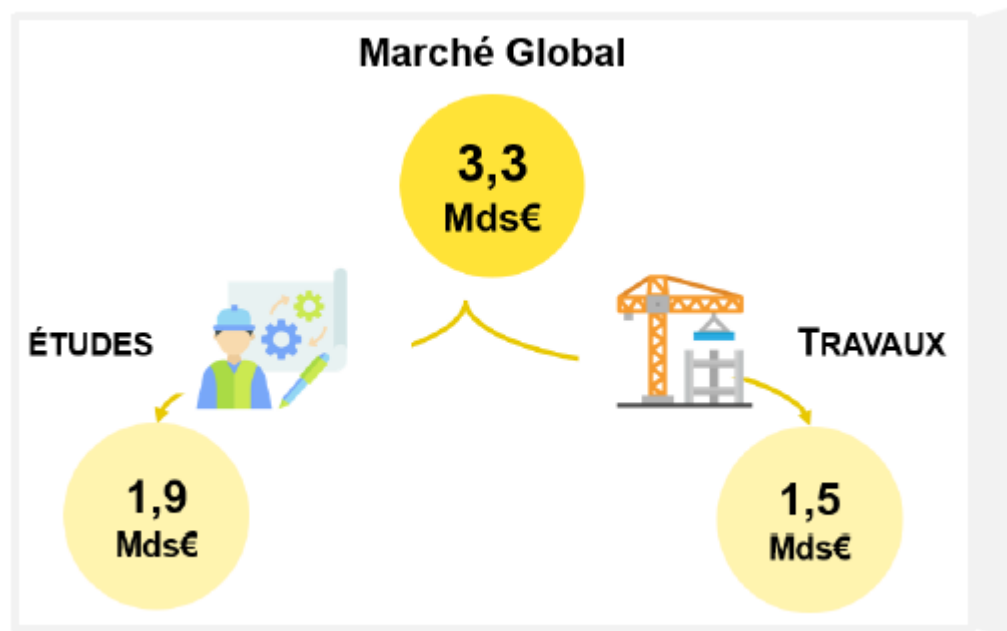 Marché Global
3,3
Mds€
ÉTUDES
TRAVAUX
1,9
Mds€
1,5
Mds€